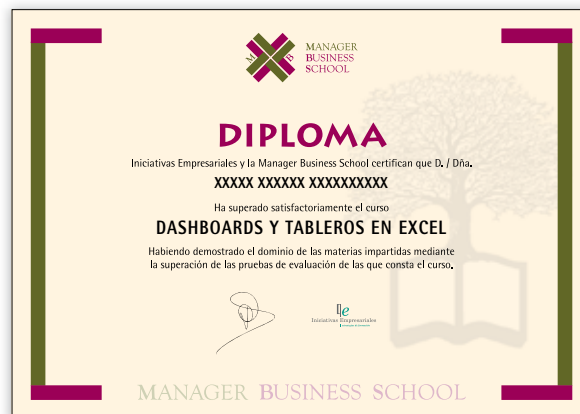 M B
MANAGER
BUSINESS
SCHOOL
DIPLOMA
Iniciativas Empresariales y la Manager Business School certifican que D. / Dña.
XXXXX XXXXXX XXXXXXXXXX
Ha superado satisfactoriamente el curso
DASHBOARDS Y TABLEROS EN EXCEL
Habiendo demostrado el dominio de las materias impartidas mediante
la superación de las pruebas de evaluación de las que consta el curso.
Iniciativas Empresariales
MANAGER BUSINESS SCHOOL